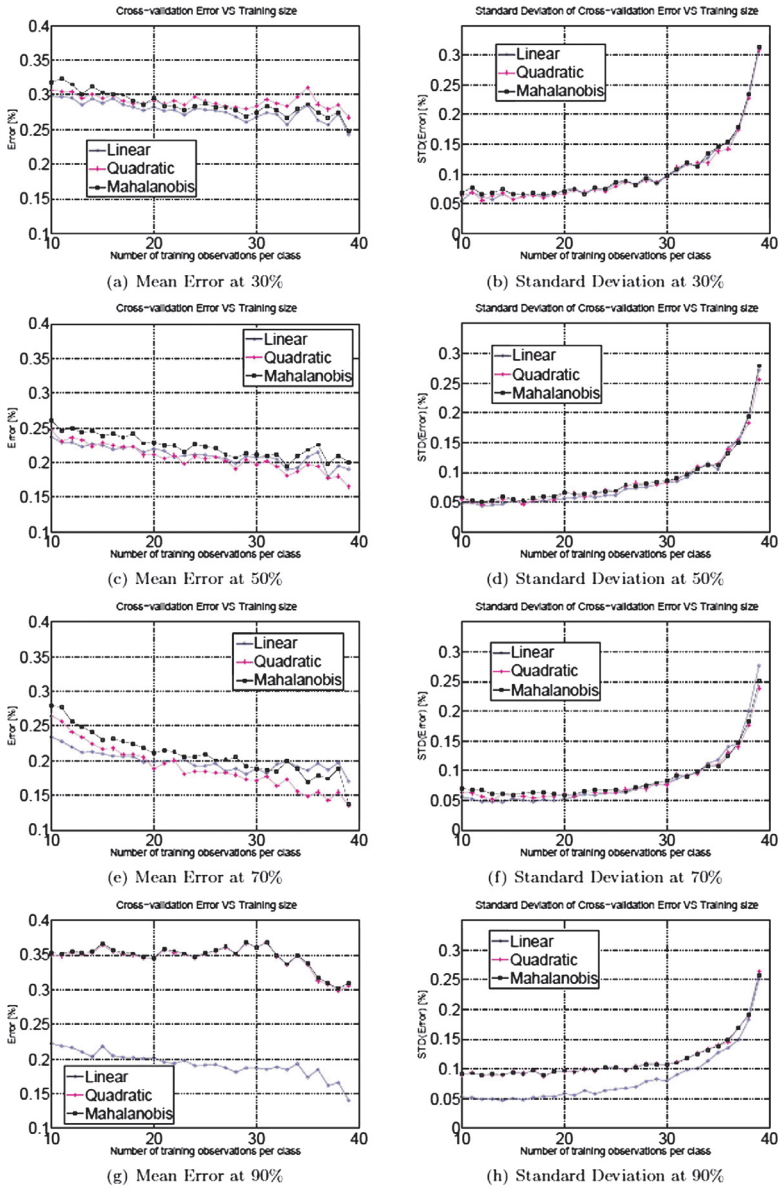 Cross-validation Error VS Training size
0.4
0.35
0.3
0.25
0.2
0.15
0.1
Error [%]
Linear
Quadratic
Mahalanobis
10 20 30 40
Number of training observations per class
(a) Mean Error at 30%
Standard Deviation of Cross-validation Error VS Training size
0.3
0.25
0.2
0.15
0.1
0.05
0
STD(Error) [%]
Linear
Quadratic
Mahalanobis
10 20 30 40
Number of training observations per class
(b) Standard Deviation at 30%
Cross-validation Error VS Training size
0.4
0.35
0.3
0.25
0.2
0.15
0.1
Error [%]
Linear
Quadratic
Mahalanobis
10 20 30 40
Number of training observations per class
(c) Mean Error at 50%
Standard Deviation of Cross-validation Error VS Training size
0.3
0.25
0.2
0.15
0.1
0.05
0
STD(Error) [%]
Linear
Quadratic
Mahalanobis
10 20 30 40
Number of training observations per class
(d) Standard Deviation at 50%
Cross-validation Error VS Training size
0.4
0.35
0.3
0.25
0.2
0.15
0.1
Error [%]
Linear
Quadratic
Mahalanobis
10 20 30 40
Number of training observations per class
(e) Mean Error at 70%
Standard Deviation of Cross-validation Error VS Training size
0.3
0.25
0.2
0.15
0.1
0.05
0
STD(Error) [%]
Linear
Quadratic
Mahalanobis
10 20 30 40
Number of training observations per class
(f) Standard Deviation at 70%
Cross-validation Error VS Training size
0.4
0.35
0.3
0.25
0.2
0.15
0.1
Error [%]
Linear
Quadratic
Mahalanobis
10 20 30 40
Number of training observations per class
(g) Mean Error at 90%
Standard Deviation of Cross-validation Error VS Training size
0.3
0.25
0.2
0.15
0.1
0.05
0
STD(Error) [%]
Linear
Quadratic
Mahalanobis
10 20 30 40
Number of training observations per class
(h) Standard Deviation at 90%